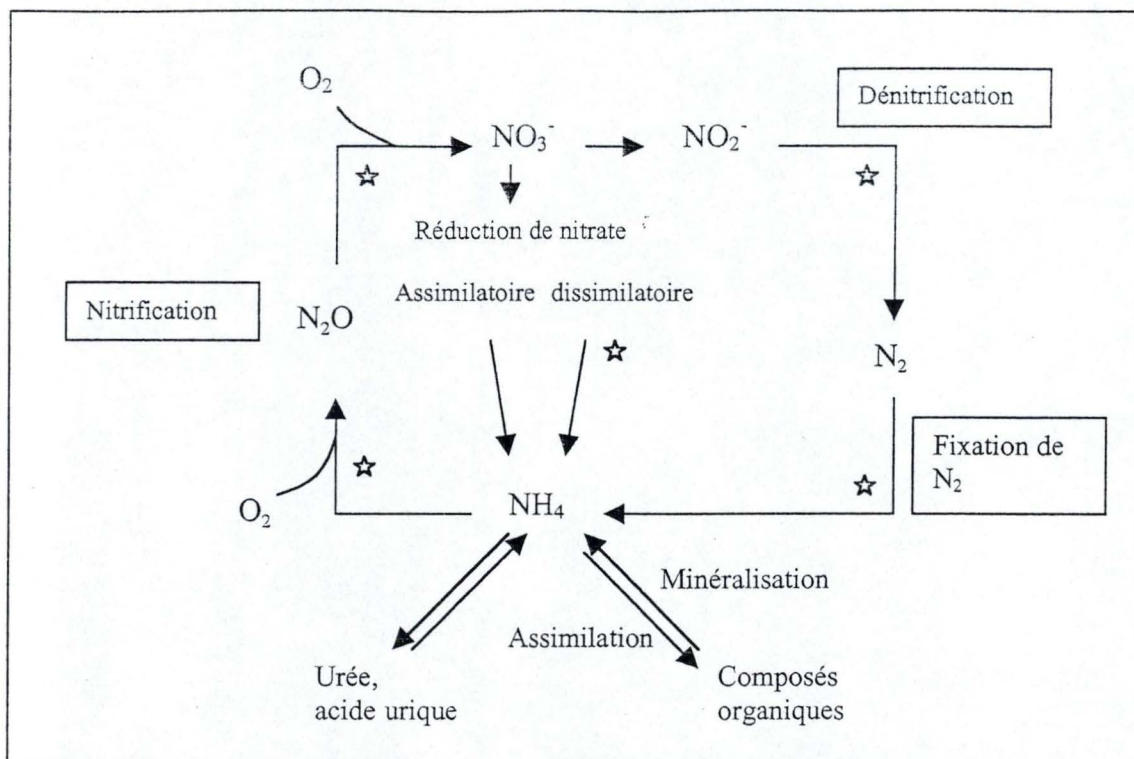 O₂
Dénitrification
NO₃⁻
NO₂⁻
Réduction de nitrate
Assimilatoire dissimilatoire
Nitrification
N₂O
N₂
Fixation de
N₂
O₂
NH₄
Minéralisation
Assimilation
Urée,
acide urique
Composés
organiques